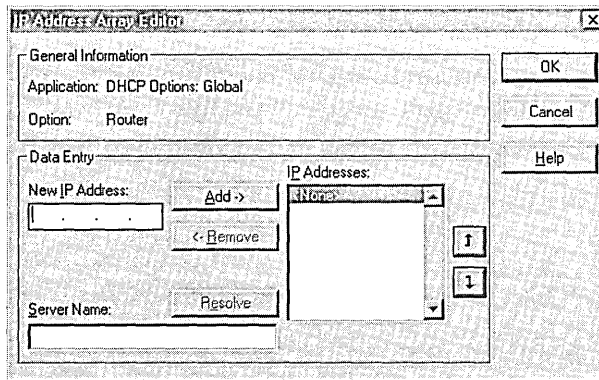 IP Address Array Editor
General Information
Application: DHCP Options: Global
Option: Router
OK
Cancel
Help
Data Entry
New IP Address:
. . .
Add ->
<- Remove
IP Addresses:
<None>
Resolve
Server Name: